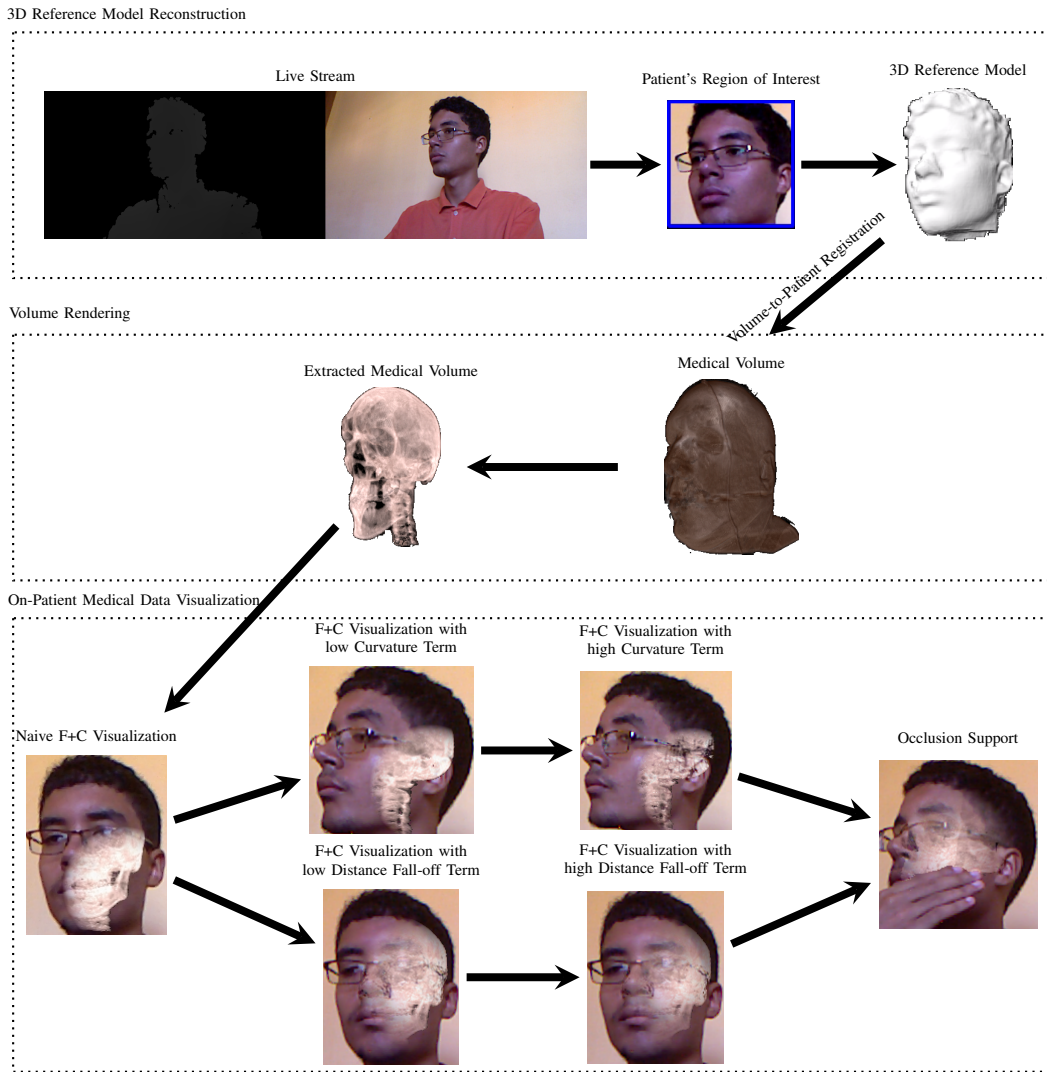 3D Reference Model Reconstruction
Live Stream
Patient's Region of Interest
3D Reference Model
Volume-to-Patient Registration
Volume Rendering
Extracted Medical Volume
Medical Volume
On-Patient Medical Data Visualization
F+C Visualization with
low Curvature Term
F+C Visualization with
high Curvature Term
Naive F+C Visualization
Occlusion Support
F+C Visualization with
low Distance Fall-off Term
F+C Visualization with
high Distance Fall-off Term